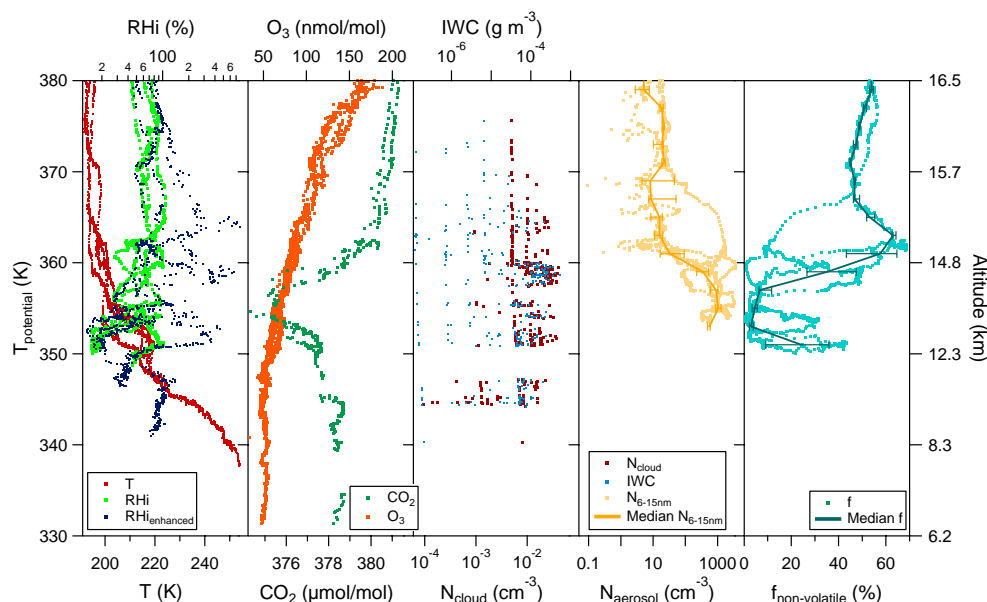 RHi (%)
O3 (nmol/mol)
IWC (g m-3)
2 4 6 8 100 2 4 6
50 100 150 200
10-6 10-4
380
370
360
350
340
330
Tpotential (K)
16.5
15.7
14.8
12.3
8.3
6.2
Altitude (km)
T
RHi
RHienhanced
CO2
O3
Ncloud
IWC
N6-15nm
Median N6-15nm
f
Median f
200 220 240
376 378 380
10-4 10-3 10-2
0.1 10 1000
0 20 40 60
T (K)
CO2 (µmol/mol)
Ncloud (cm-3)
Naerosol (cm-3)
fnon-volatile (%)